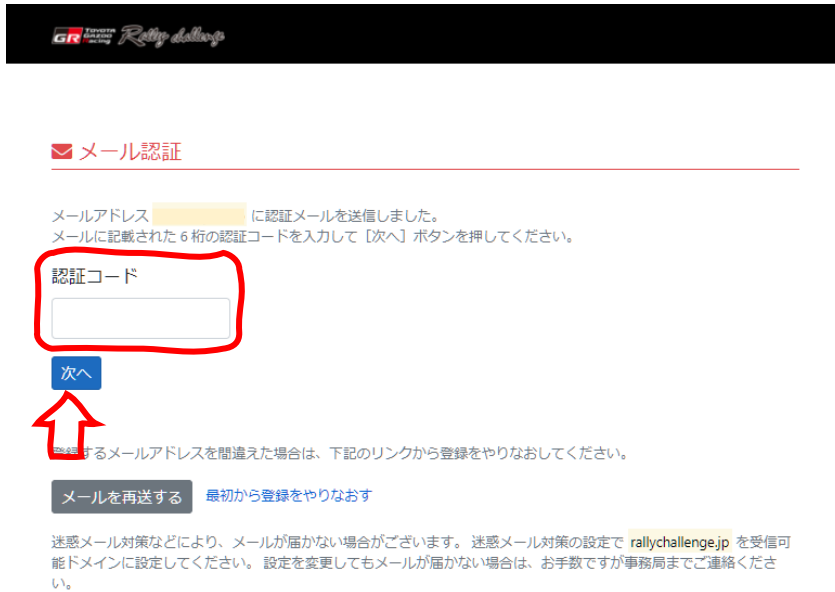 GR TOYOTA GAZOO Racing Rally challenge
メール認証
メールアドレス に認証メールを送信しました。
メールに記載された 6 桁の認証コードを入力して［次へ］ボタンを押してください。
認証コード
次へ
登録するメールアドレスを間違えた場合は、下記のリンクから登録をやりなおしてください。
メールを再送する 最初から登録をやりなおす
迷惑メール対策などにより、メールが届かない場合がございます。 迷惑メール対策の設定で rallychallenge.jp を受信可
能ドメインに設定してください。 設定を変更してもメールが届かない場合は、お手数ですが事務局までご連絡くださ
い。